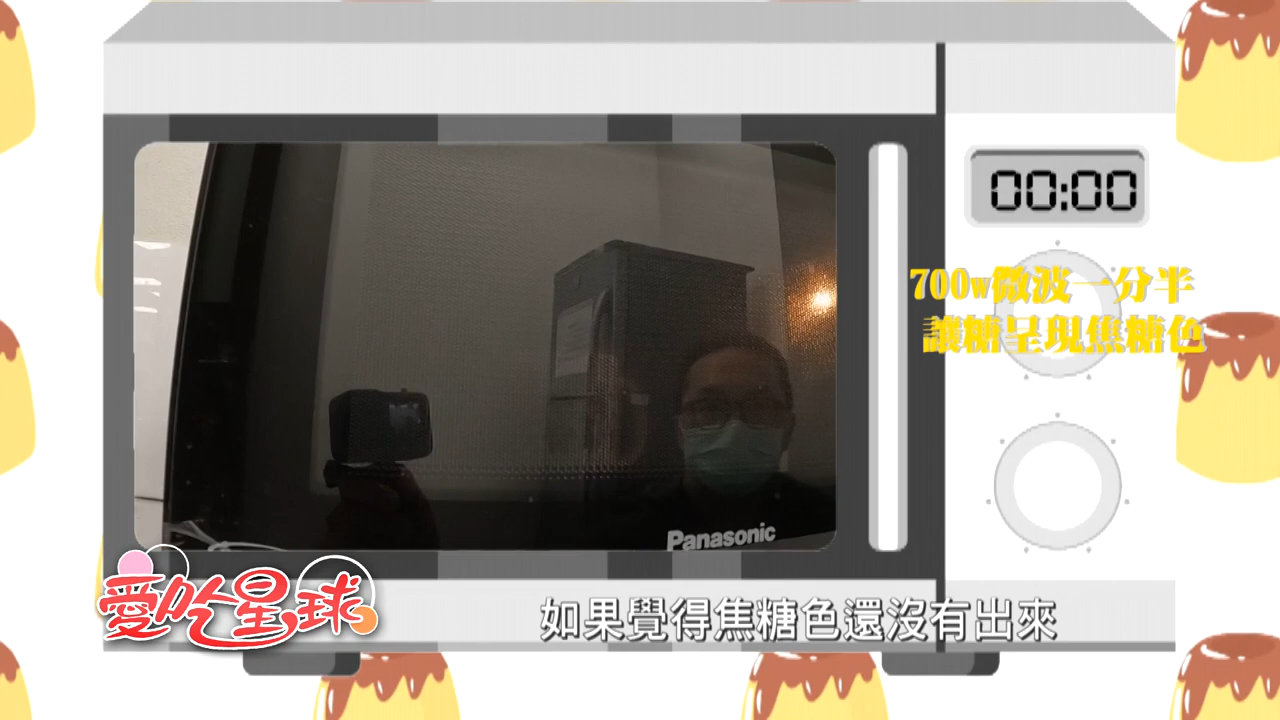 00:00
700w微波一分半
讓糖呈現焦糖色
Panasonic
愛吃星球
如果覺得焦糖色還沒有出來